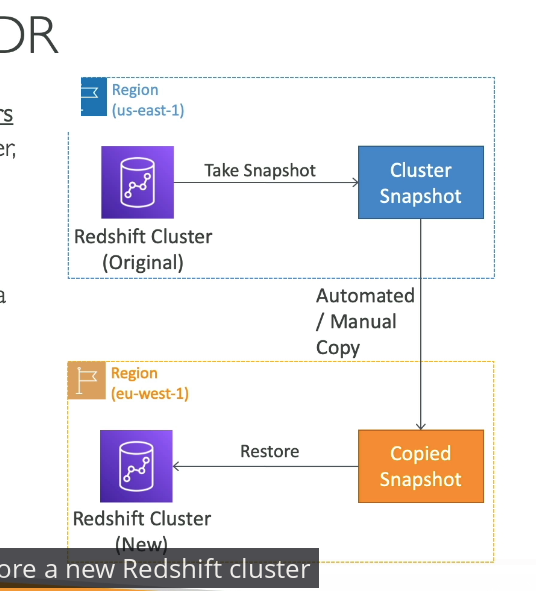 DR
Region
(us-east-1)
rs
er,
Take Snapshot
Cluster
Snapshot
Redshift Cluster
(Original)
a
Automated
/ Manual
Copy
Region
(eu-west-1)
Restore
Copied
Snapshot
Redshift Cluster
(New)
ore a new Redshift cluster